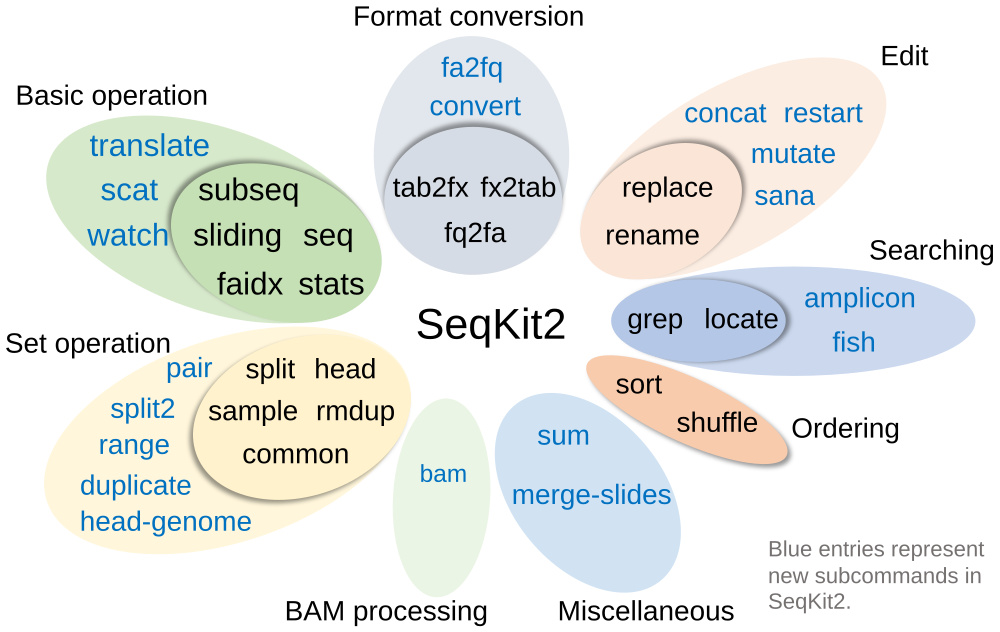 Format conversion
fa2fq
convert
tab2fx fx2tab
fq2fa
Edit
concat restart
mutate
sana
replace
rename
Basic operation
translate
scat
watch
subseq
sliding seq
faidx stats
SeqKit2
Searching
amplicon
fish
grep locate
Set operation
pair
split2
range
duplicate
head-genome
split head
sample rmdup
common
sort
shuffle
Ordering
bam
BAM processing
sum
merge-slides
Miscellaneous
Blue entries represent
new subcommands in
SeqKit2.